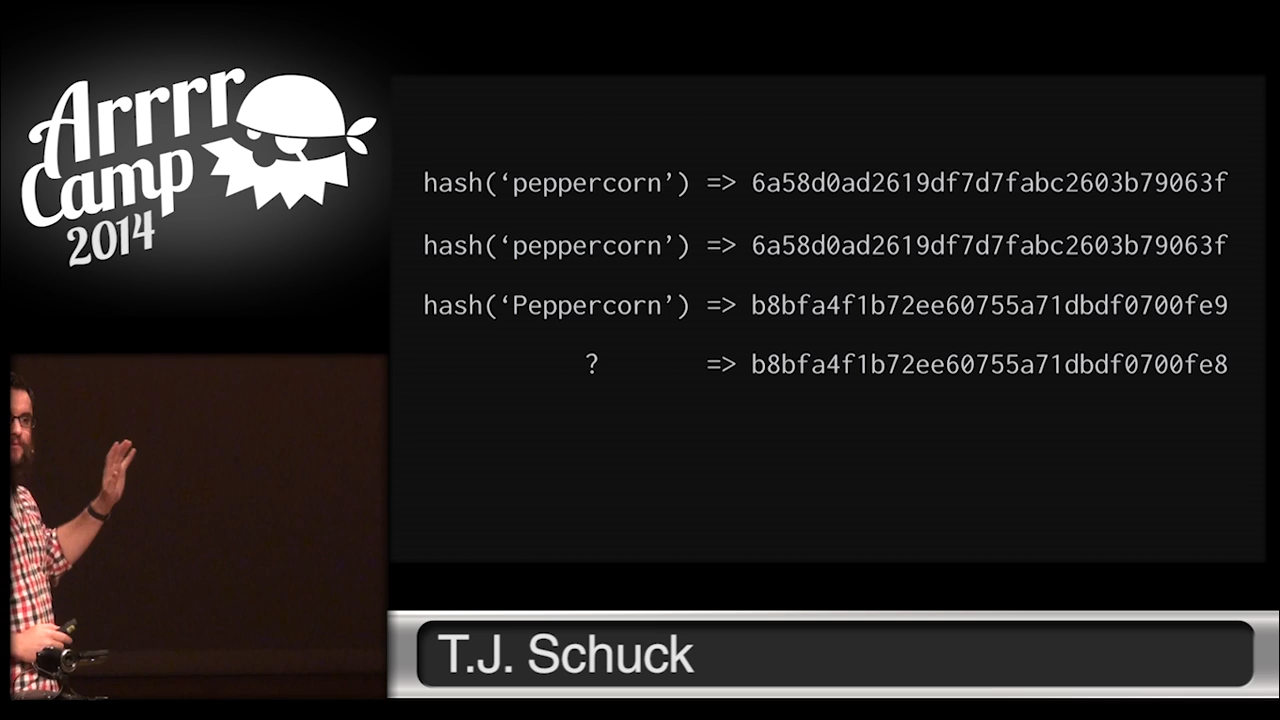 Arrrr
Camp
2014
hash(‘peppercorn’) => 6a58d0ad2619df7d7fabc2603b79063f
hash(‘peppercorn’) => 6a58d0ad2619df7d7fabc2603b79063f
hash(‘Peppercorn’) => b8bfa4f1b72ee60755a71dbdf0700fe9
? => b8bfa4f1b72ee60755a71dbdf0700fe8
T.J. Schuck